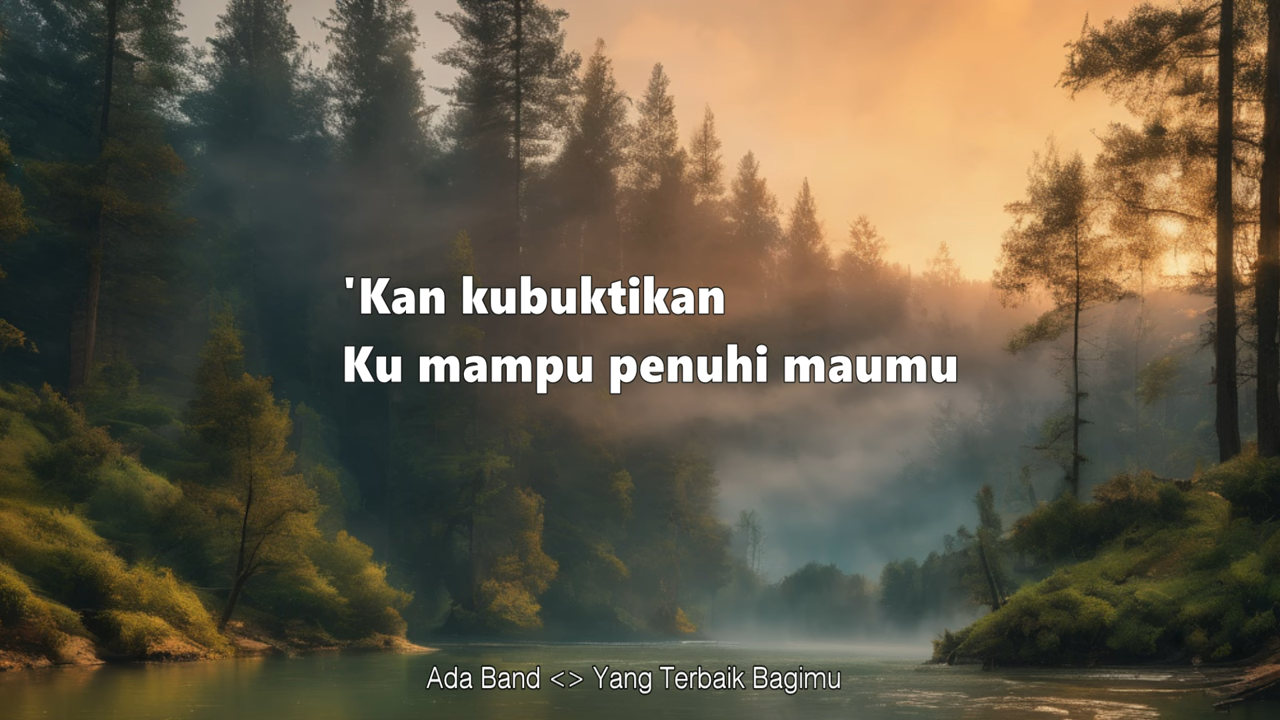 'Kan kubuktikan
Ku mampu penuhi maumu
Ada Band <> Yang Terbaik Bagimu